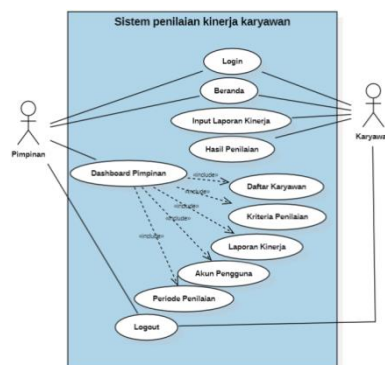 Sistem penilaian kinerja karyawan
Login
Beranda
Input Laporan Kinerja
Hasil Penilaian
Pimpinan
Karyawan
Dashboard Pimpinan
«include»
Daftar Karyawan
«include»
Kriteria Penilaian
«include»
«include»
Laporan Kinerja
«include»
Akun Pengguna
Periode Penilaian
Logout